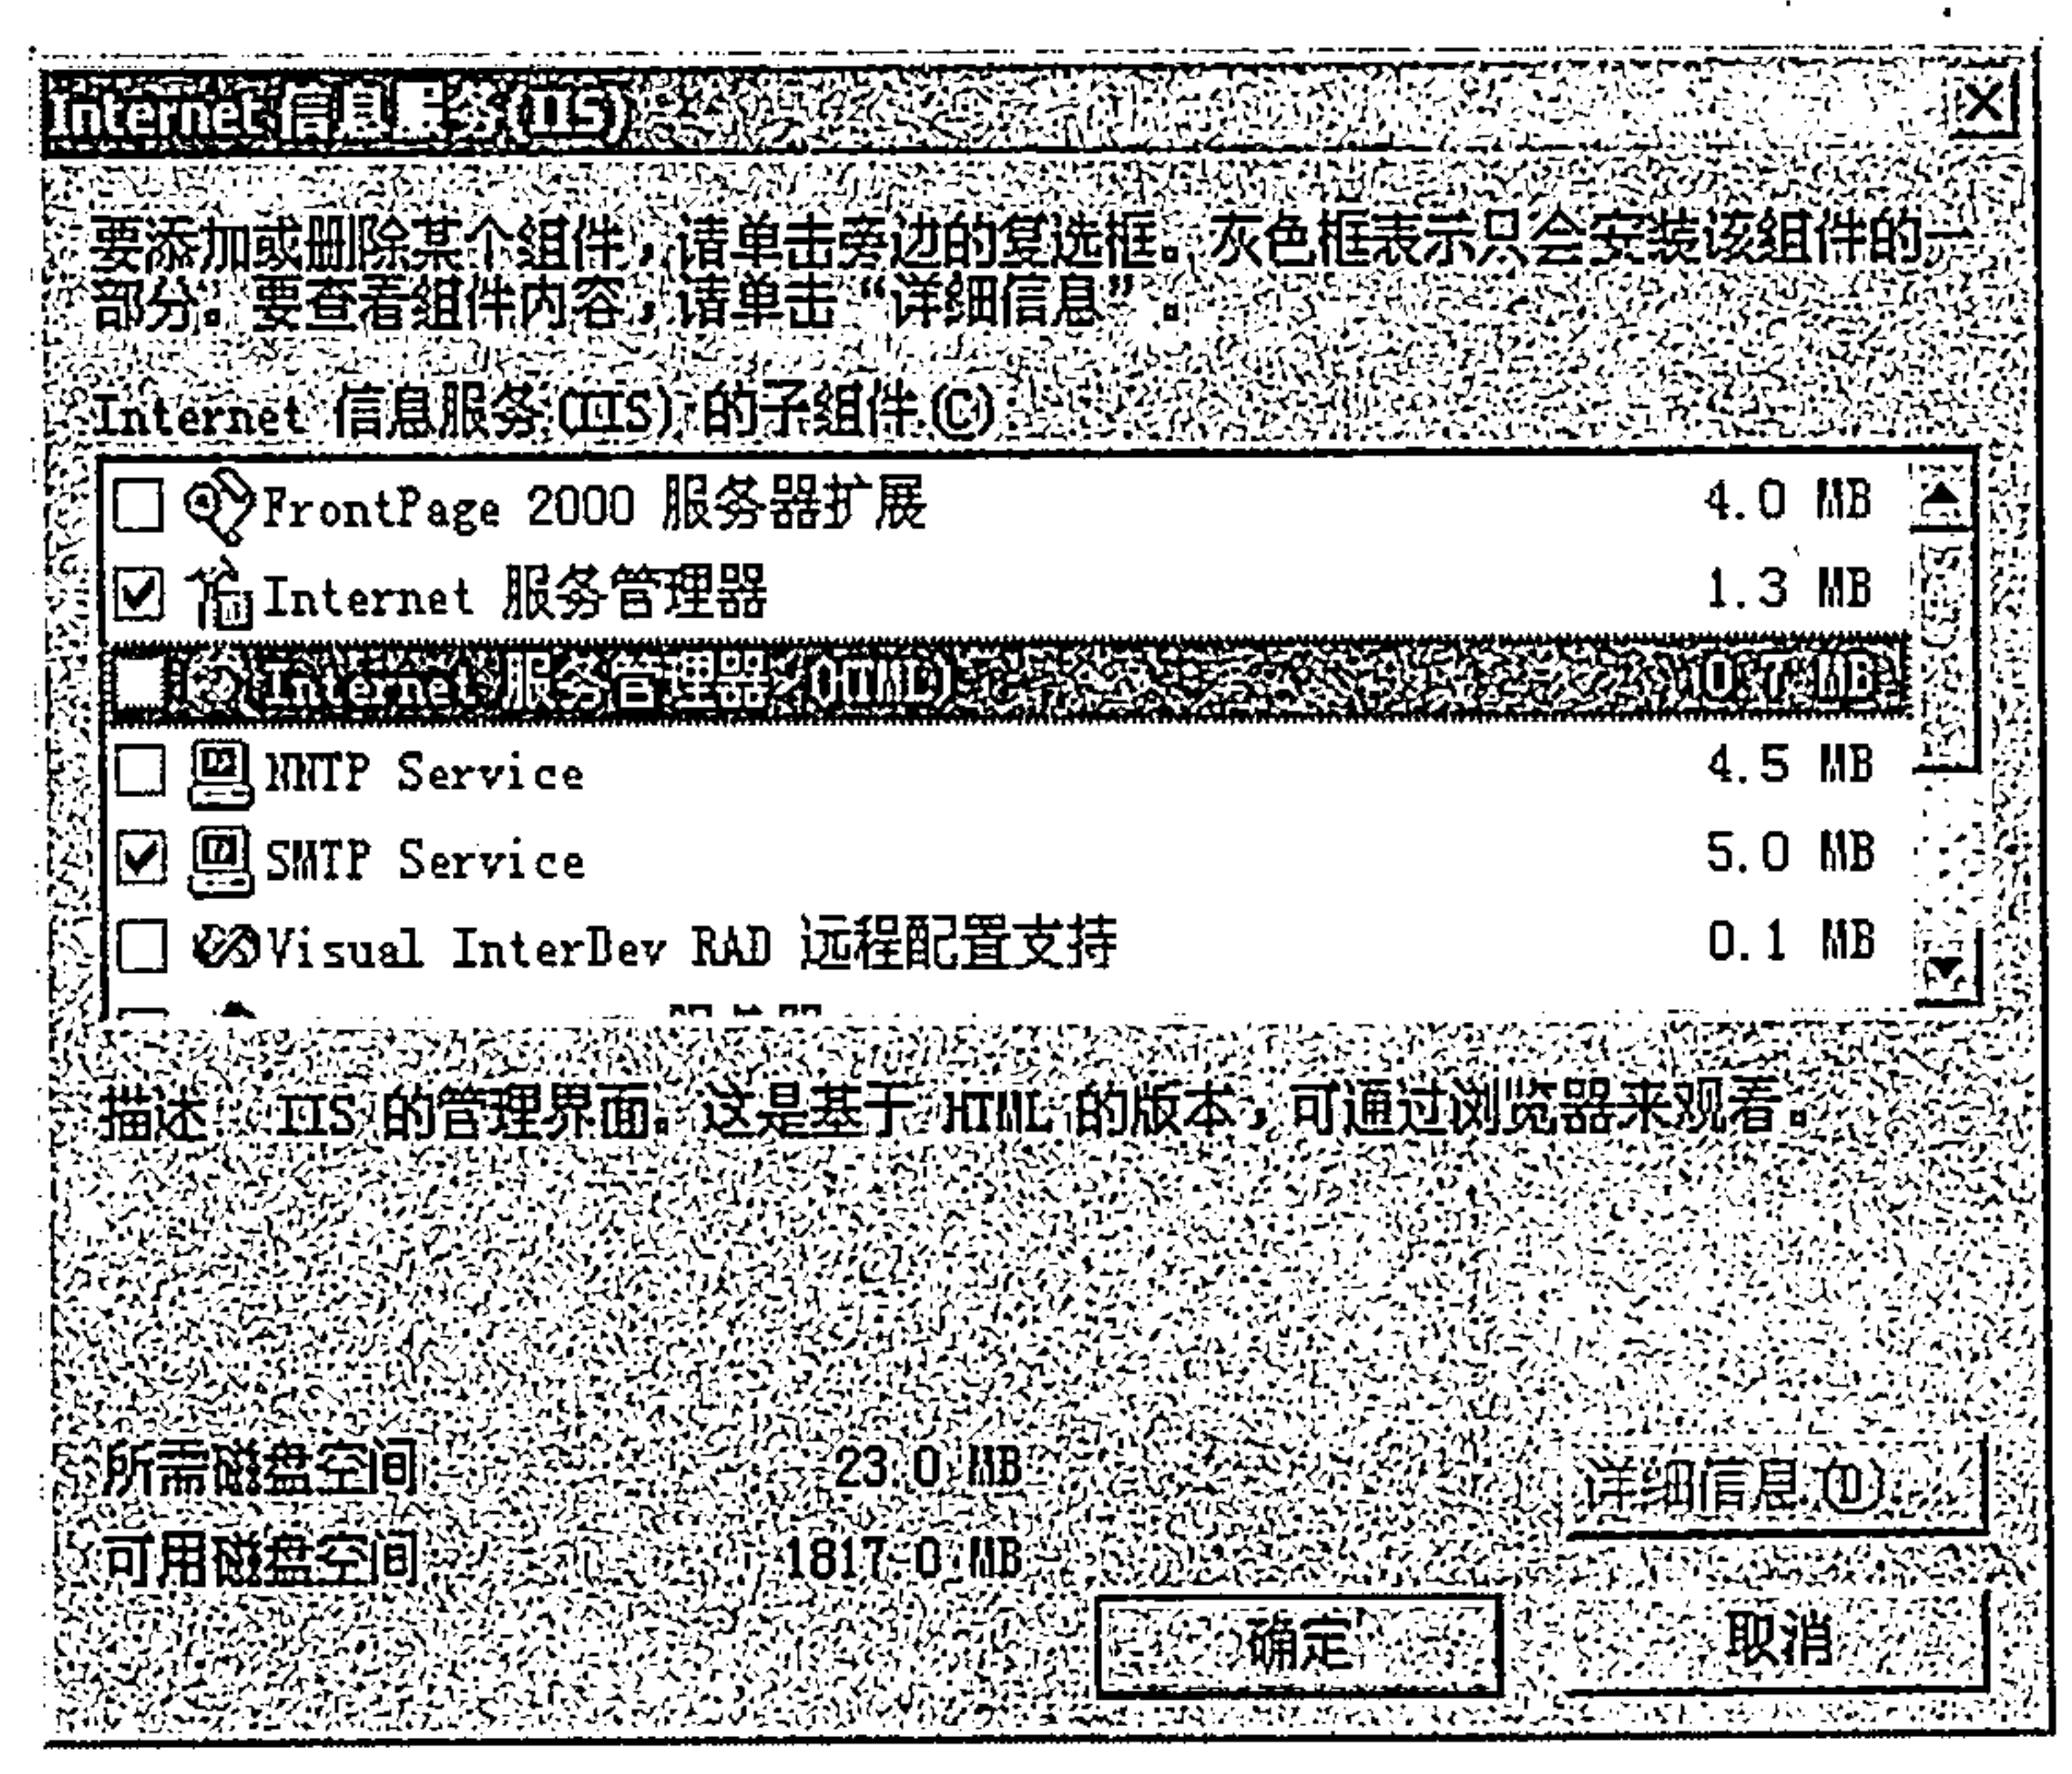 Internet 信息服务(IIS)
要添加或删除某个组件，请单击旁边的复选框。灰色框表示只会安装该组件的一
部分。要查看组件内容，请单击“详细信息”。
Internet 信息服务(IIS) 的子组件(C)
FrontPage 2000 服务器扩展 4.0 MB
Internet 服务管理器 1.3 MB
Internet 服务管理器 (HTML) 0.7 MB
NNTP Service 4.5 MB
SMTP Service 5.0 MB
Visual InterDev RAD 远程配置支持 0.1 MB
描述: IIS 的管理界面。这是基于 HTML 的版本，可通过浏览器来观看。
所需磁盘空间 23.0 MB
详细信息(D)
可用磁盘空间 1817.0 MB
确定 取消